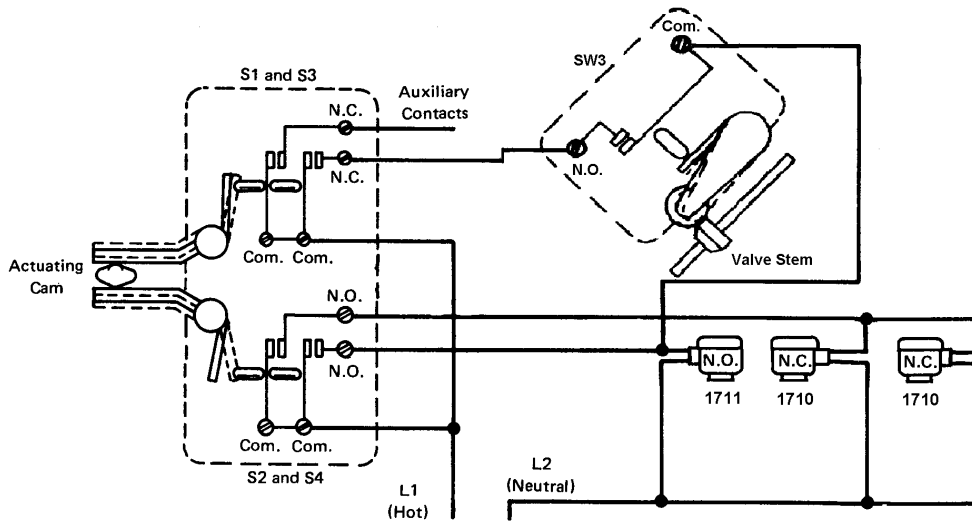 Com.
SW3
S1 and S3
Auxiliary
Contacts
N.C.
N.C.
N.O.
Com. Com.
Valve Stem
Actuating
Cam
N.O.
N.O.
N.O.
N.C.
N.C.
1711
1710
1710
Com. Com.
S2 and S4
L1
(Hot)
L2
(Neutral)